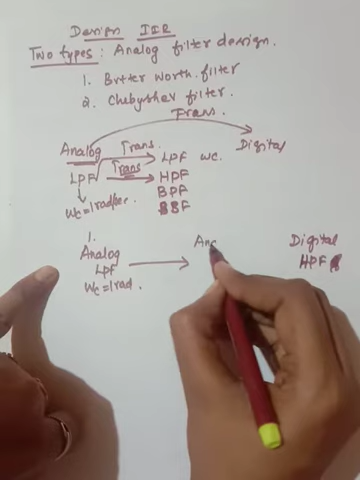 Design IIR
Two types: Analog filter design.
1. Butter worth filter
2. Chebyshev filter.
Trans.
Analog Trans. LPF wc Digital
LPF Trans HPF
BPF
BSF
Wc=1rad/sec.
1.
Analog Ana Digital
LPF HPF
Wc=1rad.